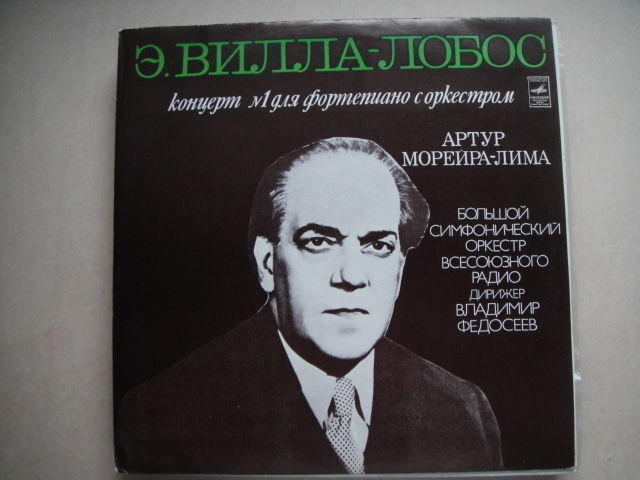 Э. ВИЛЛА-ЛОБОС
концерт №1 для фортепиано с оркестром
АРТУР
МОРЕЙРА-ЛИМА
БОЛЬШОЙ
СИМФОНИЧЕСКИЙ
ОРКЕСТР
ВСЕСОЮЗНОГО
РАДИО
ДИРИЖЕР
ВЛАДИМИР
ФЕДОСЕЕВ